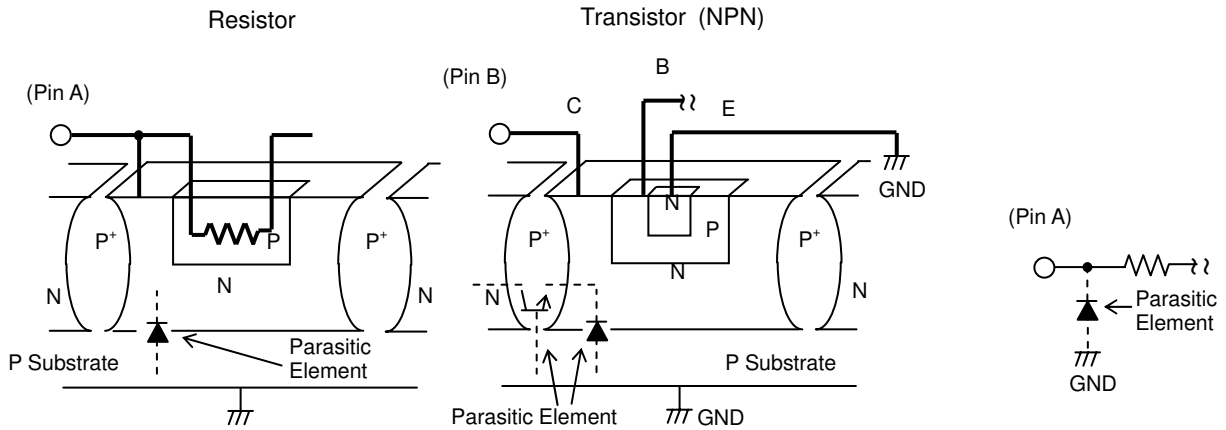 Resistor
Transistor (NPN)
(Pin A)
(Pin B)
C
B
E
GND
P⁺
P
P⁺
N
N
N
P⁺
N
P
P⁺
N
N
N
P Substrate
Parasitic
Element
P Substrate
Parasitic Element
GND
(Pin A)
Parasitic
Element
GND